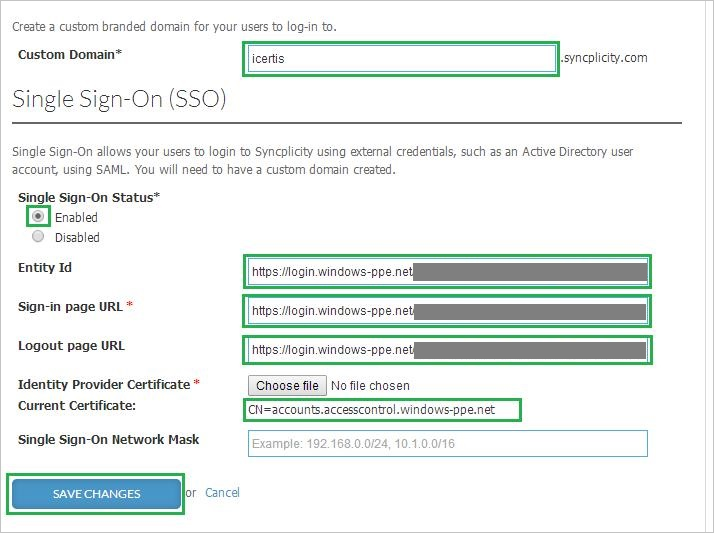 Create a custom branded domain for your users to log-in to.
Custom Domain* icertis .syncplicity.com
Single Sign-On (SSO)
Single Sign-On allows your users to login to Syncplicity using external credentials, such as an Active Directory user
account, using SAML. You will need to have a custom domain created.
Single Sign-On Status*
Enabled
Disabled
Entity Id https://login.windows-ppe.net/
Sign-in page URL * https://login.windows-ppe.net/
Logout page URL https://login.windows-ppe.net/
Identity Provider Certificate * Choose file No file chosen
Current Certificate: CN=accounts.accesscontrol.windows-ppe.net
Single Sign-On Network Mask Example: 192.168.0.0/24, 10.1.0.0/16
SAVE CHANGES or Cancel